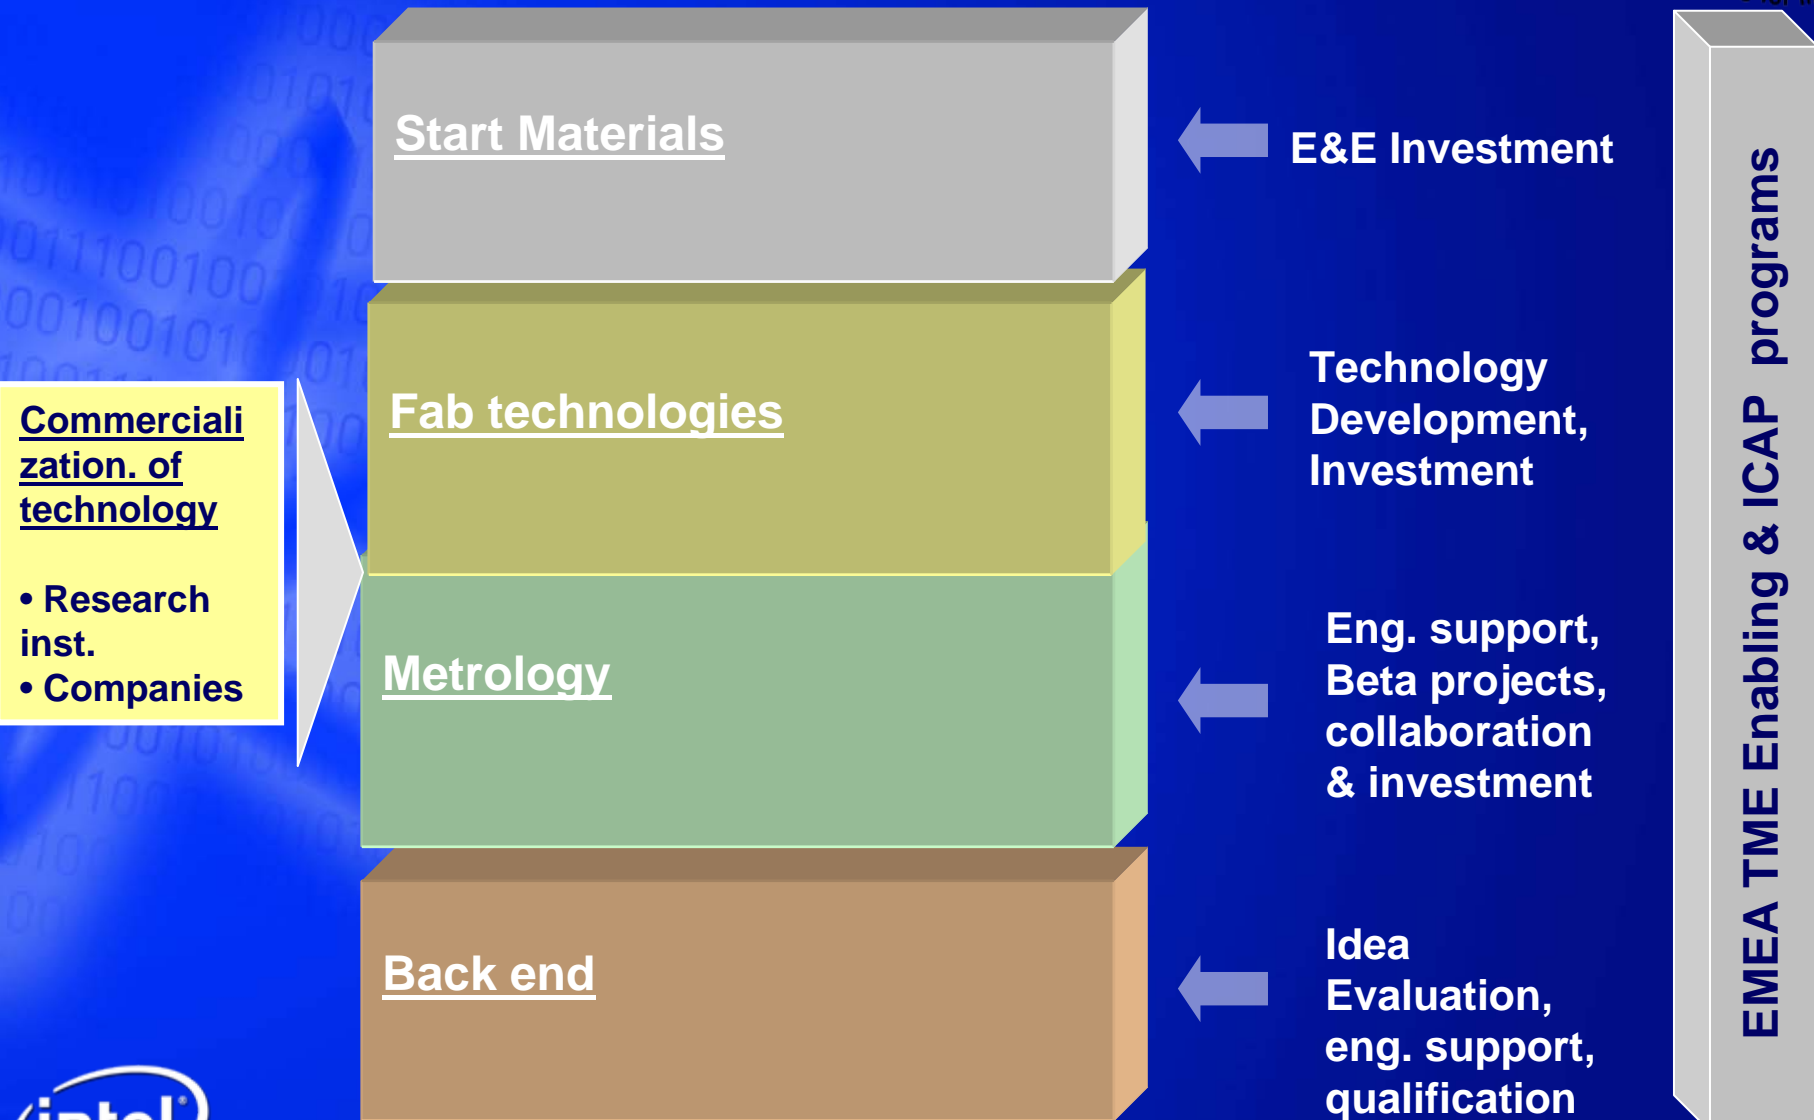 Start Materials
E&E Investment
Fab technologies
Technology
Development,
Investment
Commerciali
zation. of
technology
• Research
inst.
• Companies
Metrology
Eng. support,
Beta projects,
collaboration
& investment
Back end
Idea
Evaluation,
eng. support,
qualification
EMEA TME Enabling & ICAP programs
intel